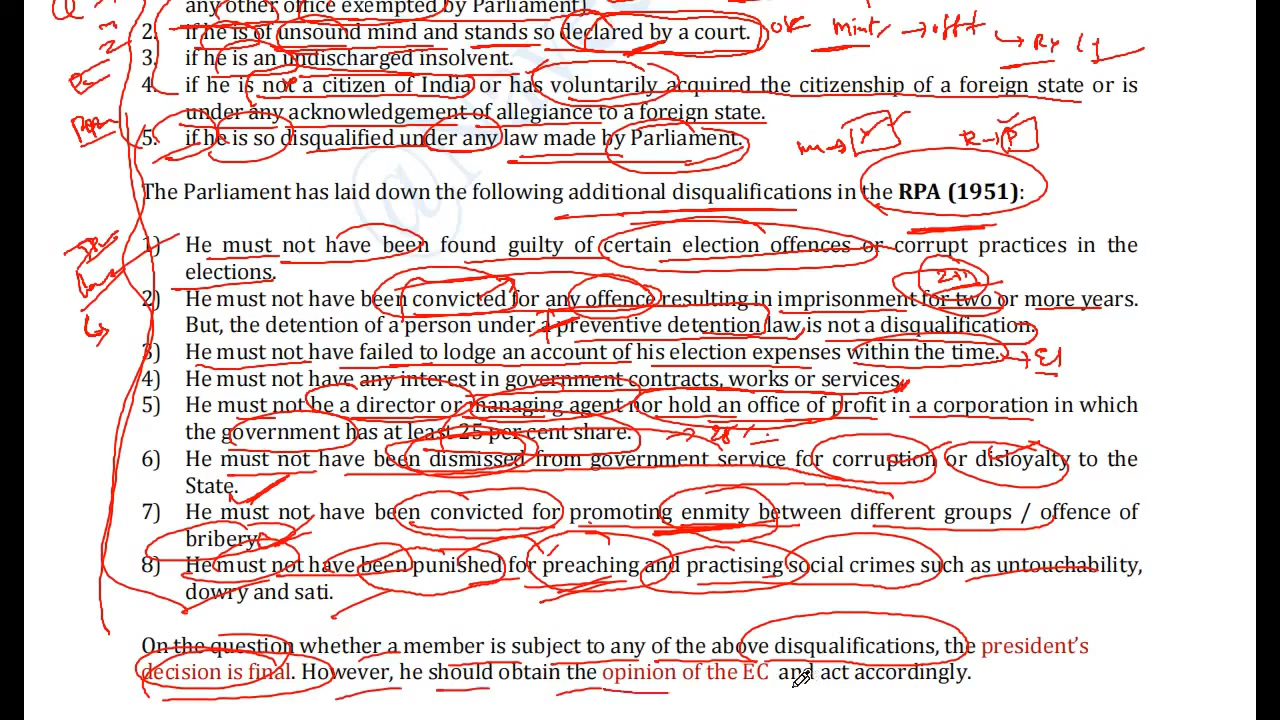 any other office exempted by Parliament)
2. if he is of unsound mind and stands so declared by a court.
3. if he is an undischarged insolvent.
4. if he is not a citizen of India or has voluntarily acquired the citizenship of a foreign state or is
under any acknowledgement of allegiance to a foreign state.
5. if he is so disqualified under any law made by Parliament.
The Parliament has laid down the following additional disqualifications in the RPA (1951):
1) He must not have been found guilty of certain election offences or corrupt practices in the
elections.
2) He must not have been convicted for any offence resulting in imprisonment for two or more years.
But, the detention of a person under a preventive detention law is not a disqualification.
3) He must not have failed to lodge an account of his election expenses within the time.
4) He must not have any interest in government contracts, works or services.
5) He must not be a director or managing agent nor hold an office of profit in a corporation in which
the government has at least 25 per cent share.
6) He must not have been dismissed from government service for corruption or disloyalty to the
State.
7) He must not have been convicted for promoting enmity between different groups / offence of
bribery.
8) He must not have been punished for preaching and practising social crimes such as untouchability,
dowry and sati.
On the question whether a member is subject to any of the above disqualifications, the president's
decision is final. However, he should obtain the opinion of the EC and act accordingly.